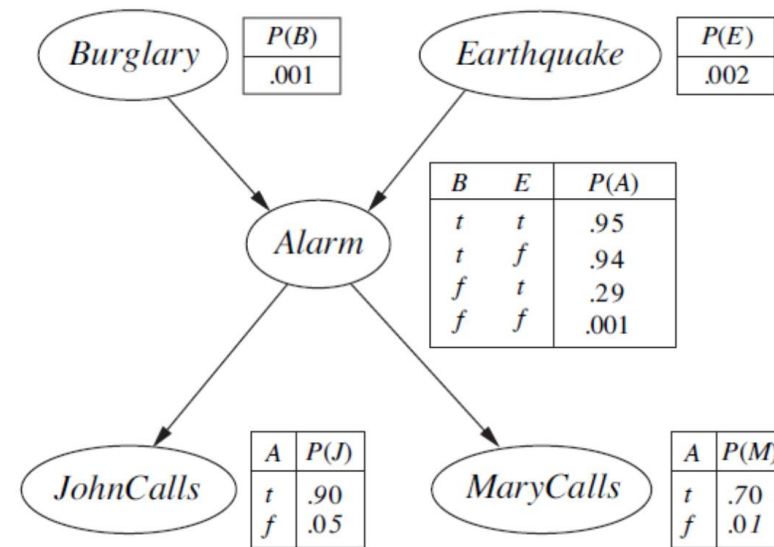 Burglary
P(B)
.001
Earthquake
P(E)
.002
Alarm
B E P(A)
t t .95
t f .94
f t .29
f f .001
JohnCalls
A P(J)
t .90
f .05
MaryCalls
A P(M)
t .70
f .01